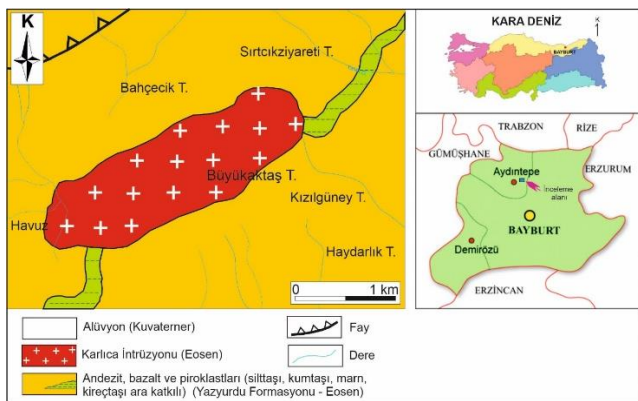 K
Sırtcıkziyareti T.
Bahçecik T.
Büyükaktaş T.
Kızılgüney T.
Havuz
Haydarlık T.
0 1 km
KARA DENİZ
K
BAYBURT
TRABZON
RİZE
GÜMÜŞHANE
ERZURUM
Aydıntepe
İnceleme
alanı
BAYBURT
Demirözü
ERZİNCAN
Alüvyon (Kuvaterner)
Fay
Karlıca İntrüzyonu (Eosen)
Dere
Andezit, bazalt ve piroklastları (silttaşı, kumtaşı, marn,
kireçtaşı ara katkılı) (Yazyurdu Formasyonu - Eosen)